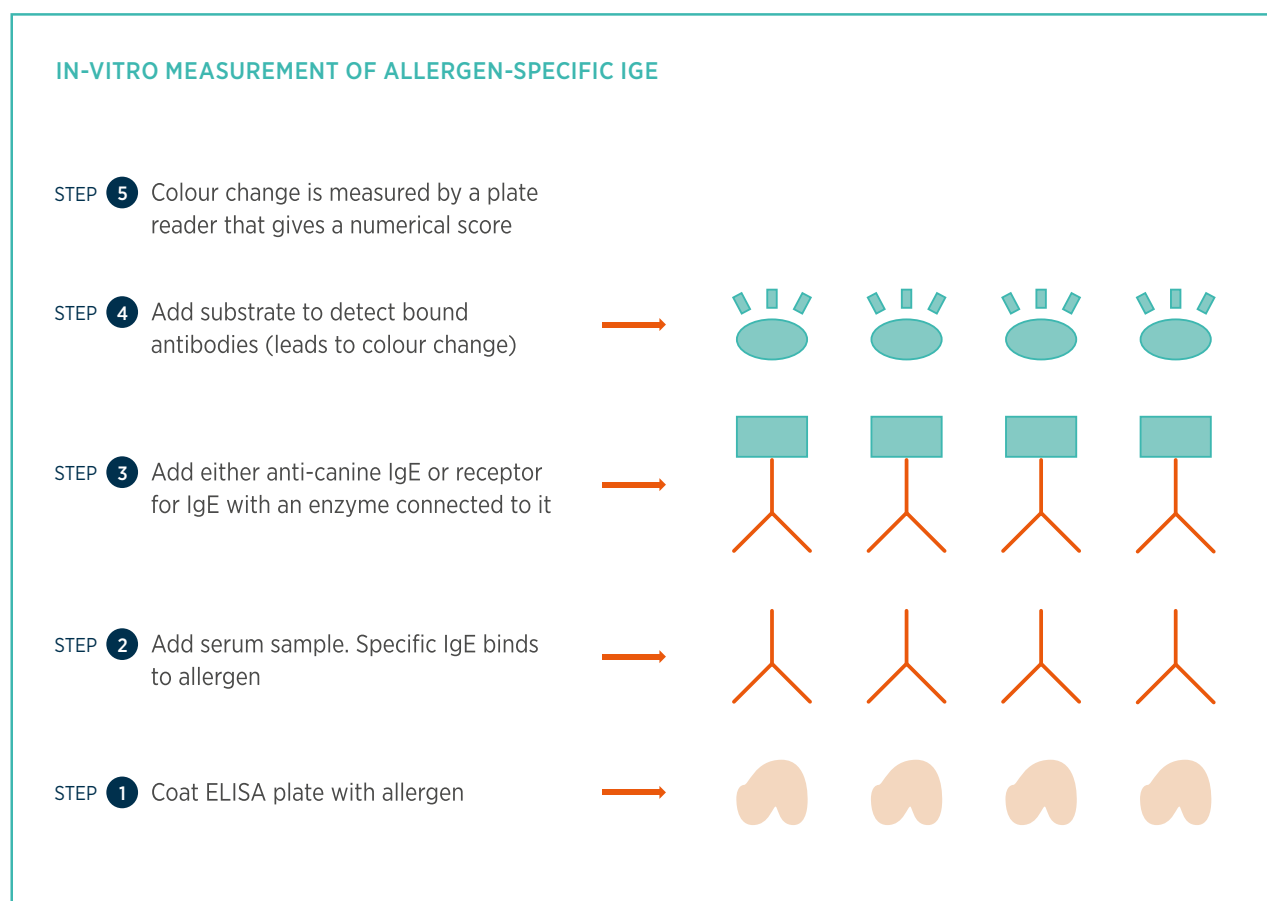 IN-VITRO MEASUREMENT OF ALLERGEN-SPECIFIC IGE
STEP 5 Colour change is measured by a plate
reader that gives a numerical score
STEP 4 Add substrate to detect bound
antibodies (leads to colour change)
STEP 3 Add either anti-canine IgE or receptor
for IgE with an enzyme connected to it
STEP 2 Add serum sample. Specific IgE binds
to allergen
STEP 1 Coat ELISA plate with allergen